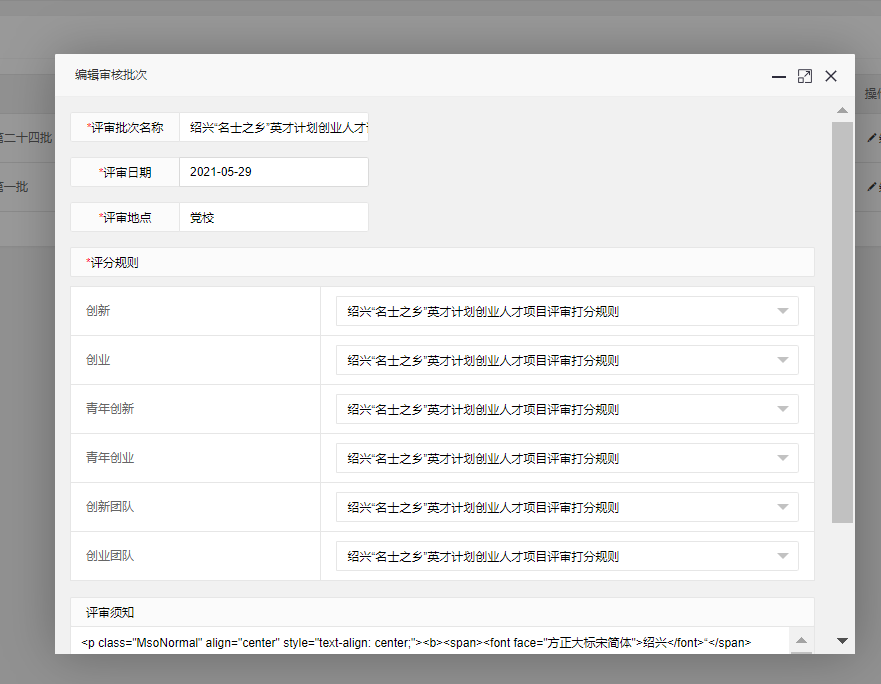 编辑审核批次
操
第二十四批
第一批
*评审批次名称 绍兴“名士之乡”英才计划创业人才
*评审日期 2021-05-29
*评审地点 党校
*评分规则
创新 绍兴“名士之乡”英才计划创业人才项目评审打分规则
创业 绍兴“名士之乡”英才计划创业人才项目评审打分规则
青年创新 绍兴“名士之乡”英才计划创业人才项目评审打分规则
青年创业 绍兴“名士之乡”英才计划创业人才项目评审打分规则
创新团队 绍兴“名士之乡”英才计划创业人才项目评审打分规则
创业团队 绍兴“名士之乡”英才计划创业人才项目评审打分规则
评审须知
<p class="MsoNormal" align="center" style="text-align: center;"><b><span><font face="方正大标宋简体">绍兴</font>“</span>